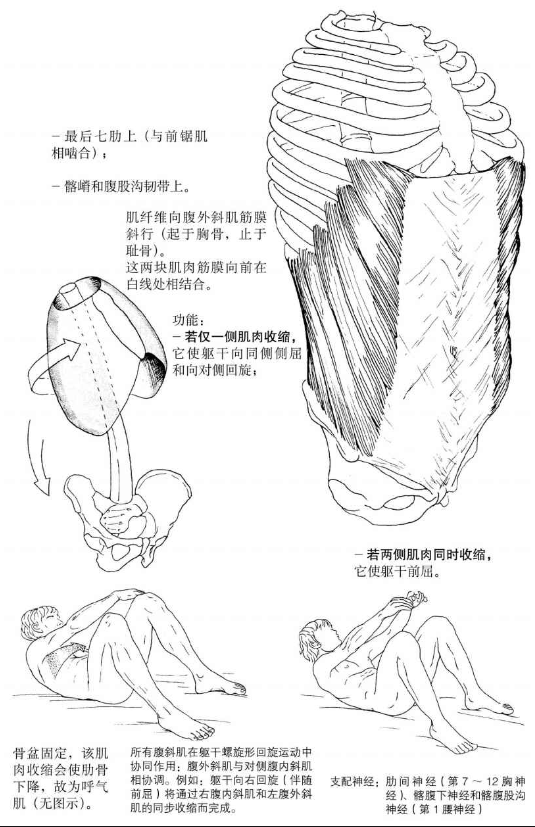 – 最后七肋上（与前锯肌
相啮合）；
– 髂嵴和腹股沟韧带上。
肌纤维向腹外斜肌筋膜
斜行（起于胸骨，止于
耻骨）。
这两块肌肉筋膜向前在
白线处相结合。
功能：
– 若仅一侧肌肉收缩，
它使躯干向同侧侧屈
和向对侧回旋；
– 若两侧肌肉同时收缩，
它使躯干前屈。
骨盆固定，该肌
肉收缩会使肋骨
下降，故为呼气
肌（无图示）。
所有腹斜肌在躯干螺旋形回旋运动中
协同作用；腹外斜肌与对侧腹内斜肌
相协调。例如：躯干向右回旋（伴随
前屈）将通过右腹内斜肌和左腹外斜
肌的同步收缩而完成。
支配神经：肋间神经（第 7 ～ 12 胸神
经）、髂腹下神经和髂腹股沟
神经（第 1 腰神经）